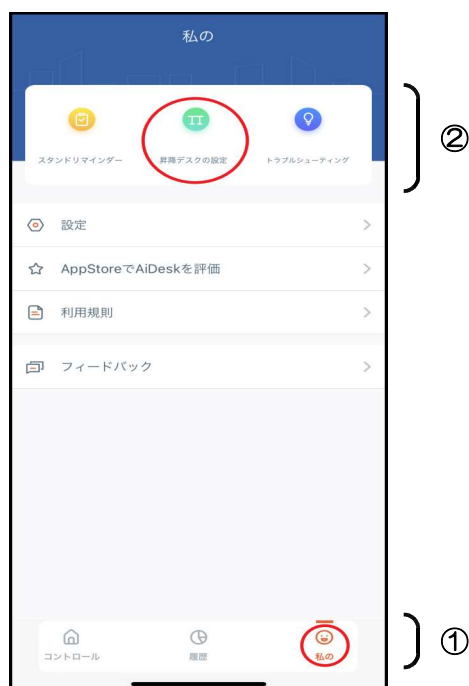 私の
スタンドリマインダー 昇降デスクの設定 トラブルシューティング
②
設定
AppStoreでAiDeskを評価
利用規則
フィードバック
コントロール 履歴 私の
①